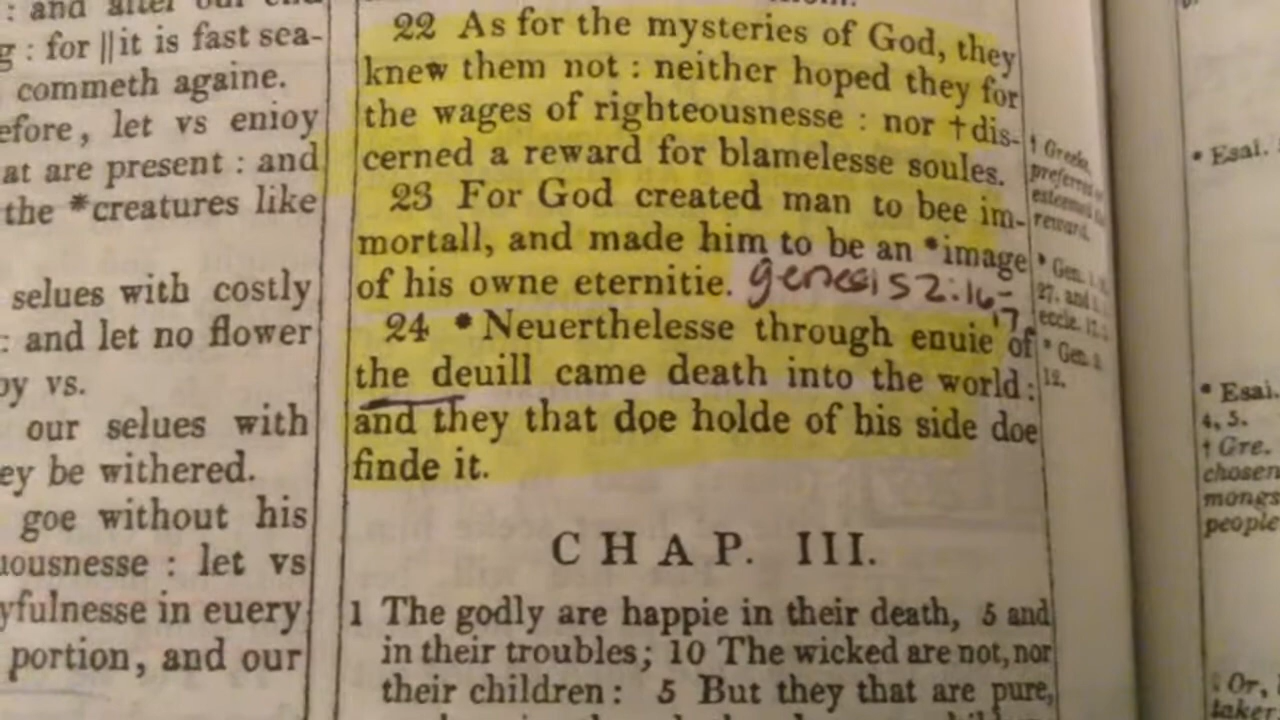 : and after our end
g : for || it is fast sea-
commeth againe.
efore, let vs enioy
at are present : and
the *creatures like
selues with costly
: and let no flower
by vs.
our selues with
ey be withered.
goe without his
uousnesse : let vs
yfulnesse in euery
portion, and our
22 As for the mysteries of God, they
knew them not : neither hoped they for
the wages of righteousnesse : nor † dis-
cerned a reward for blamelesse soules.
23 For God created man to bee im-
mortall, and made him to be an *image
of his owne eternitie. genesis 2:16-
17
24 * Neuerthelesse through enuie of
the deuill came death into the world :
and they that doe holde of his side doe
finde it.
CHAP. III.
1 The godly are happie in their death, 5 and
in their troubles; 10 The wicked are not, nor
their children : 5 But they that are pure,
† Greeke,
preferred or
esteemed the
reward.
* Gen. 1.
27. and
eccle. 17.
* Gen. 3.
12.
* Esai.
* Esai.
4, 5.
† Gre.
chosen
mongs
people
Or,
taker